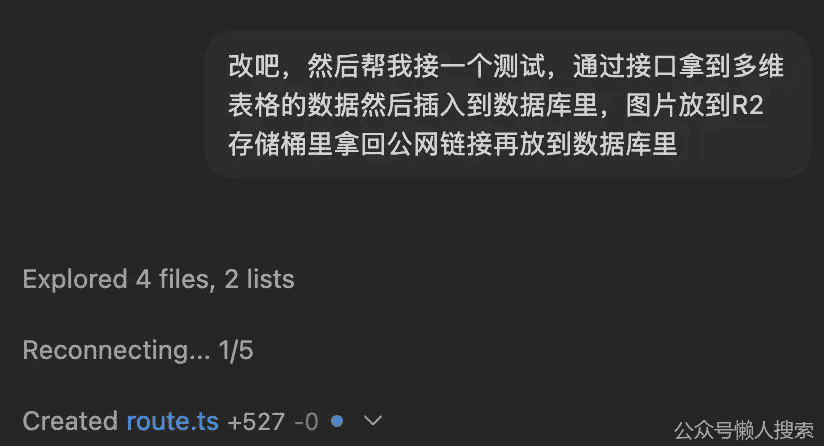 改吧，然后帮我接一个测试，通过接口拿到多维
表格的数据然后插入到数据库里，图片放到R2
存储桶里拿回公网链接再放到数据库里
Explored 4 files, 2 lists
Reconnecting... 1/5
Created route.ts +527 -0
公众号懒人搜索